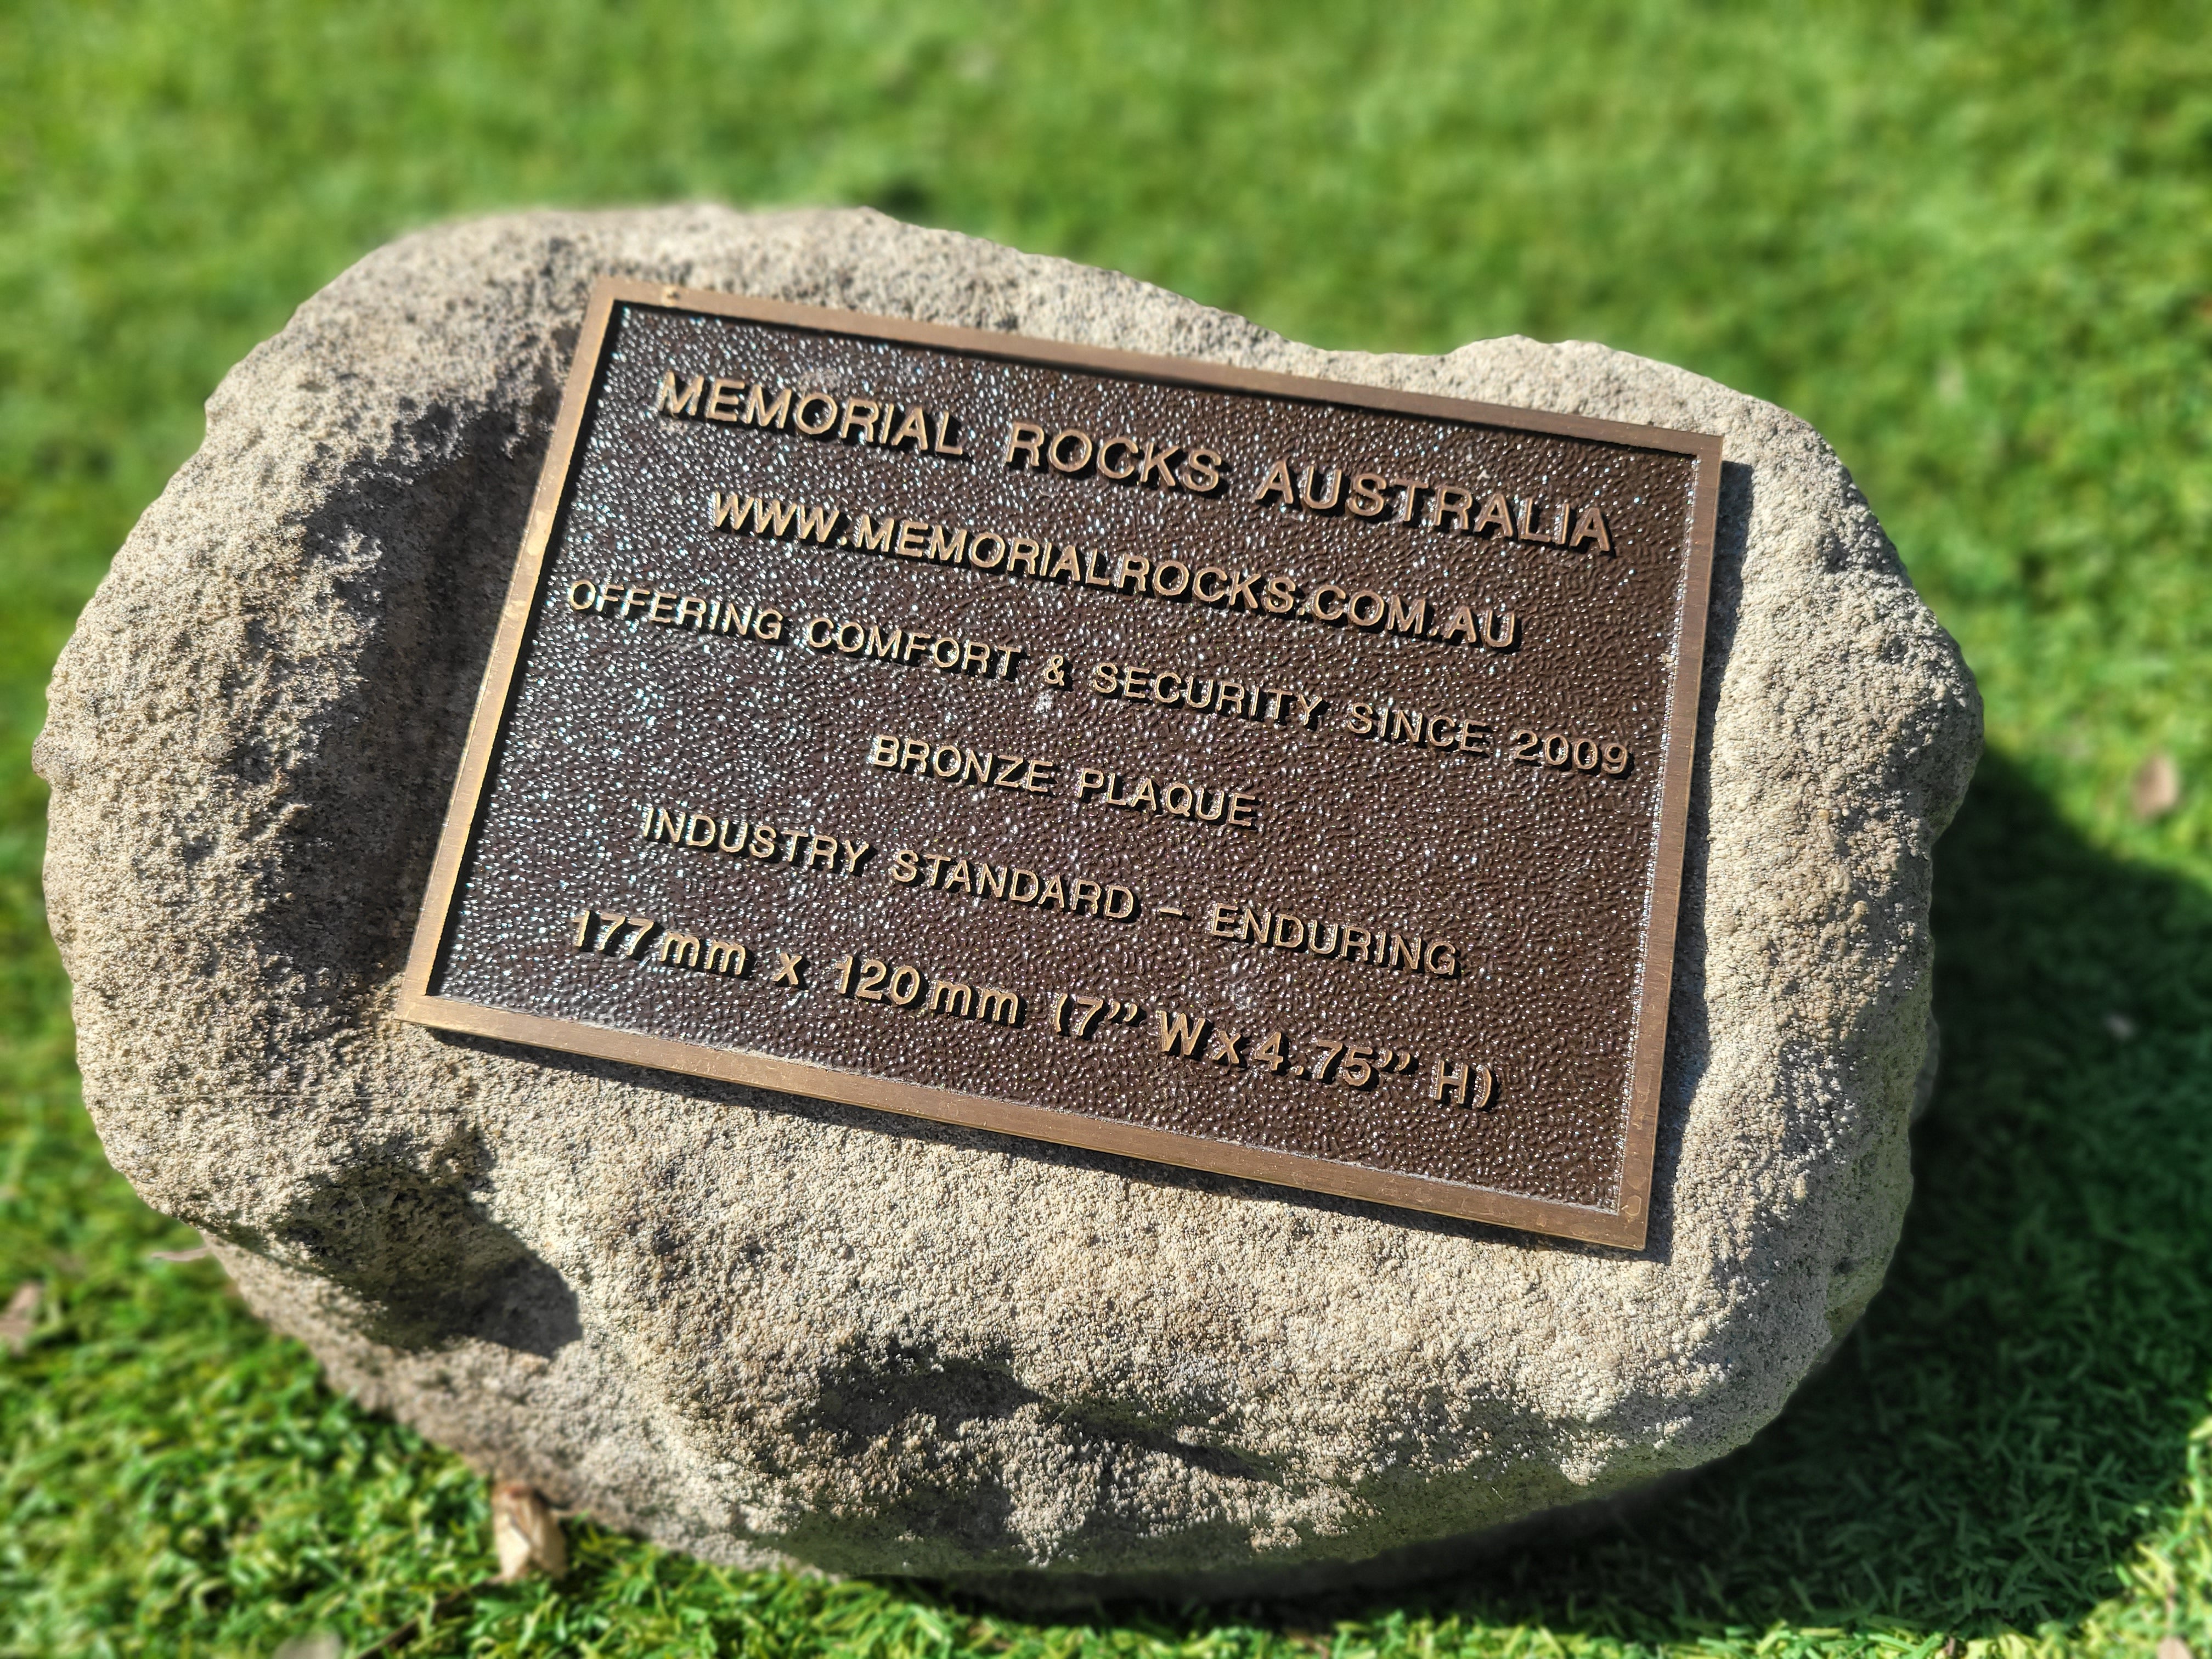 MEMORIAL ROCKS AUSTRALIA
WWW.MEMORIALROCKS.COM.AU
OFFERING COMFORT & SECURITY SINCE 2009
BRONZE PLAQUE
INDUSTRY STANDARD – ENDURING
177mm x 120mm (7" W x 4.75" H)